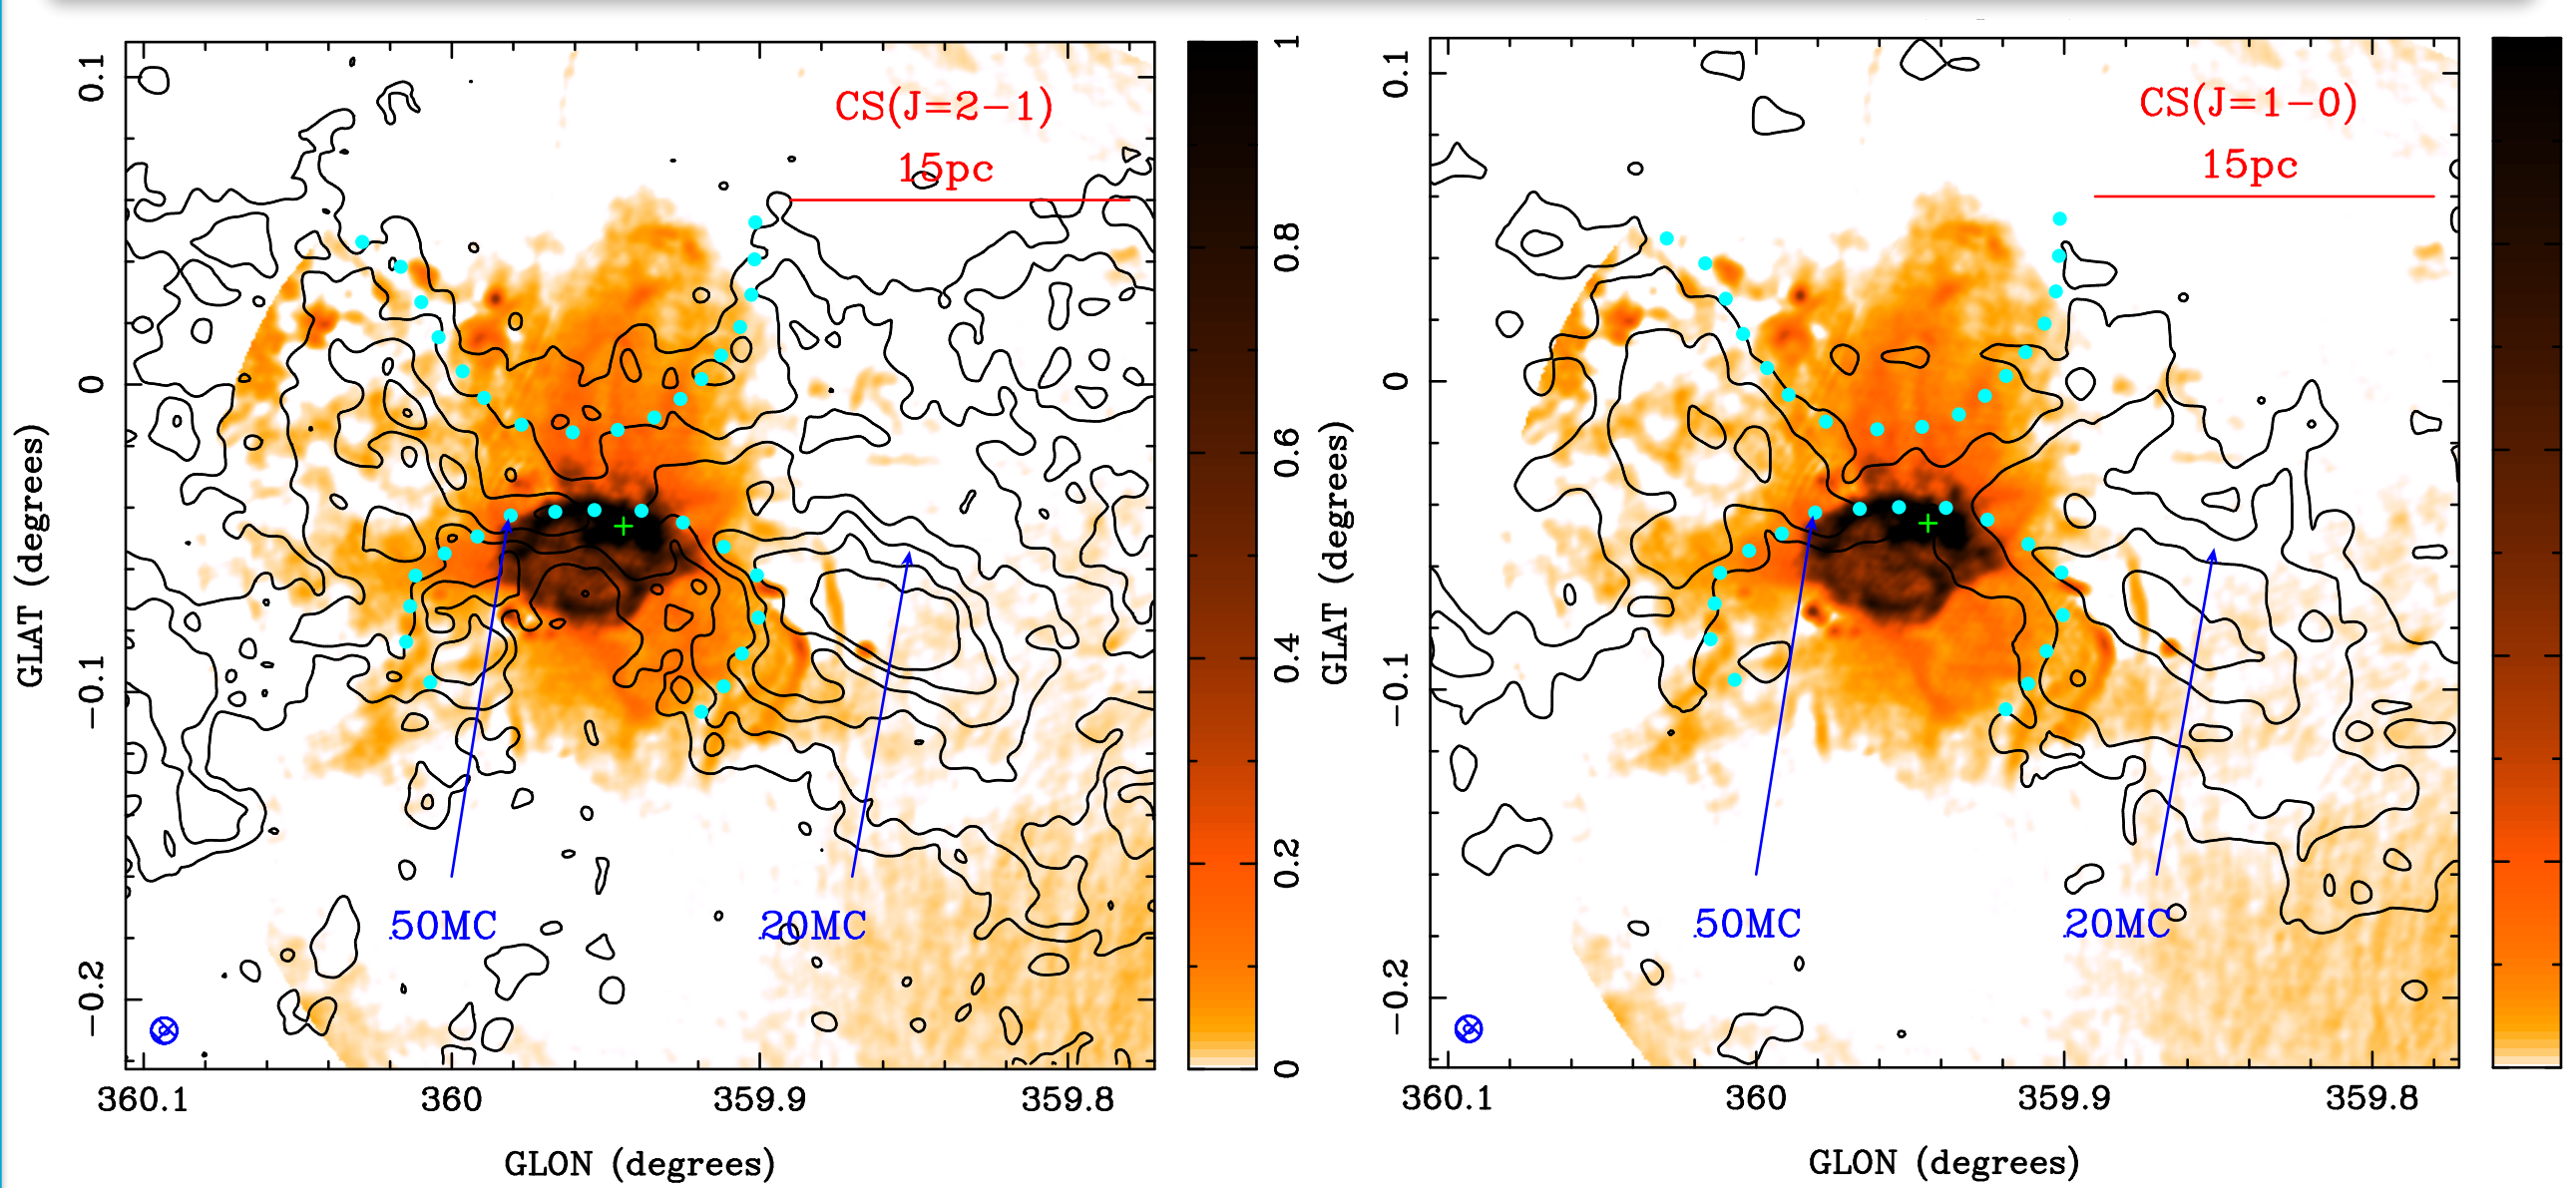 CS(J=2−1)
15pc
50MC
20MC
0.1
0
−0.1
−0.2
GLAT (degrees)
360.1 360 359.9 359.8
GLON (degrees)
1
0.8
0.6
0.4
0.2
0
CS(J=1−0)
15pc
50MC
20MC
0.1
0
−0.1
−0.2
GLAT (degrees)
360.1 360 359.9 359.8
GLON (degrees)